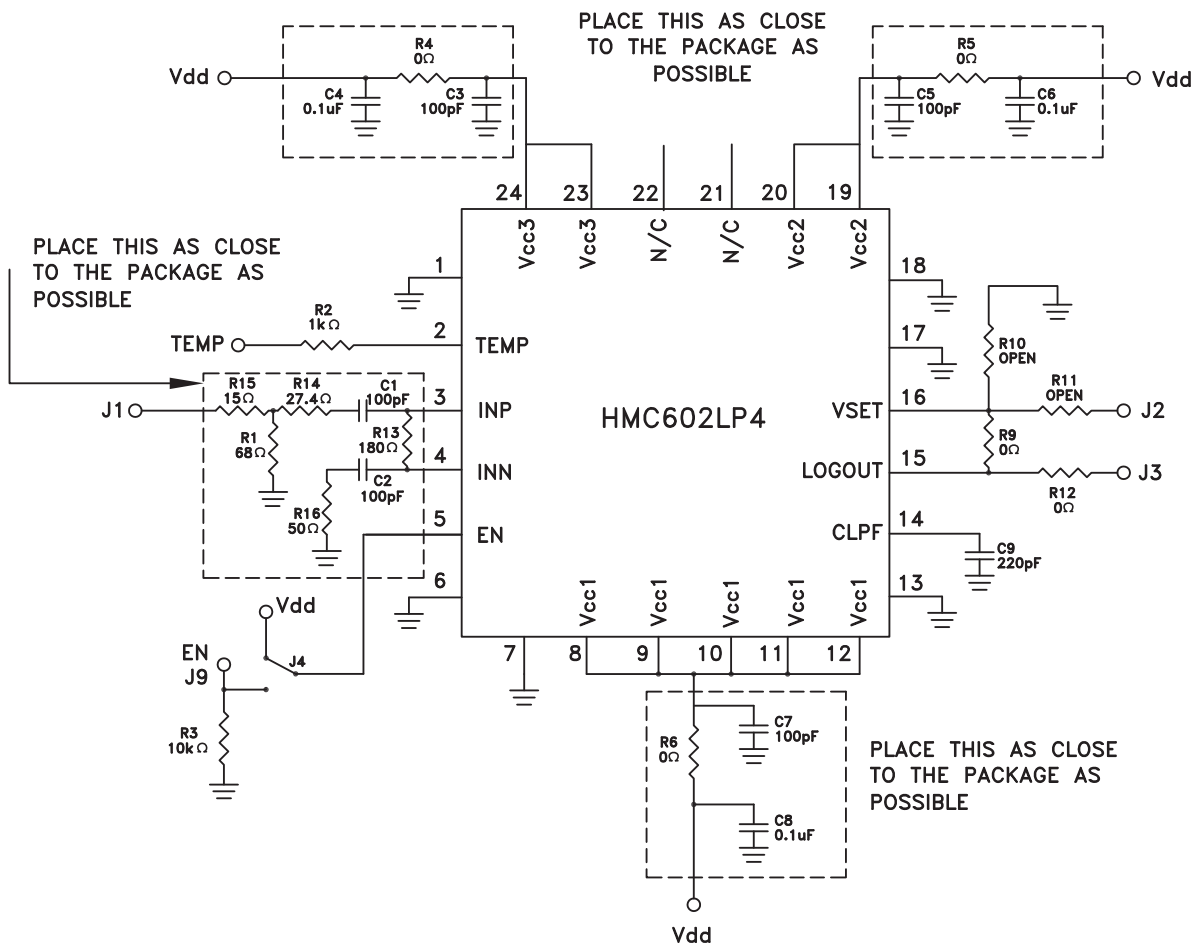 PLACE THIS AS CLOSE
TO THE PACKAGE AS
POSSIBLE
R4
0Ω
Vdd
C4
0.1uF
C3
100pF
R5
0Ω
Vdd
C5
100pF
C6
0.1uF
24
23
22
21
20
19
Vcc3
Vcc3
N/C
N/C
Vcc2
Vcc2
PLACE THIS AS CLOSE
TO THE PACKAGE AS
POSSIBLE
1
18
R2
1kΩ
TEMP
2
TEMP
17
R10
OPEN
R15
15Ω
R14
27.4Ω
C1
100pF
J1
3
INP
HMC602LP4
VSET
16
R11
OPEN
J2
R1
68Ω
R13
180Ω
4
INN
C2
100pF
R9
0Ω
LOGOUT
15
J3
R12
0Ω
R16
50Ω
5
EN
CLPF
14
C9
220pF
6
13
Vcc1
Vcc1
Vcc1
Vcc1
Vcc1
7
8
9
10
11
12
Vdd
EN
J9
J4
R3
10kΩ
C7
100pF
R6
0Ω
C8
0.1uF
PLACE THIS AS CLOSE
TO THE PACKAGE AS
POSSIBLE
Vdd